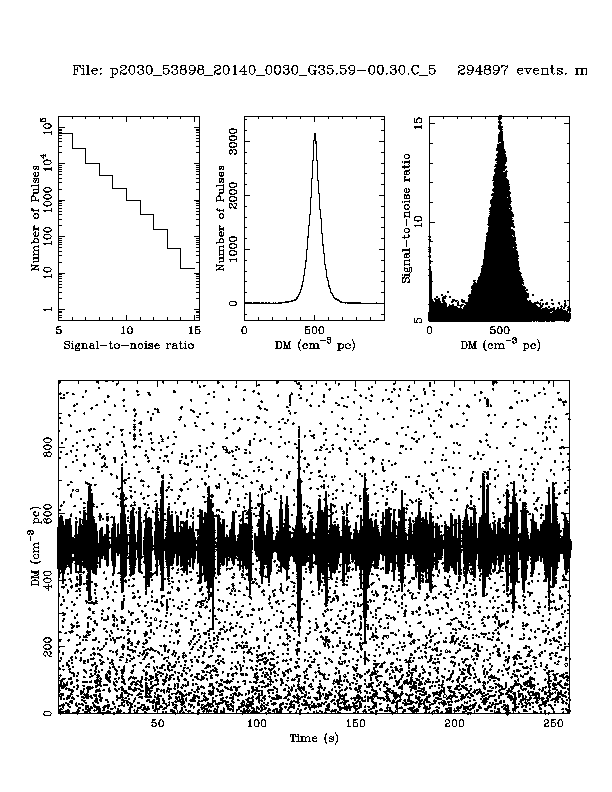 File: p2030_53898_20140_0030_G35.59-00.30.C_5 294897 events. m
Number of Pulses
10⁵
10⁴
1000
100
10
1
5 10 15
Signal-to-noise ratio
Number of Pulses
3000
2000
1000
0
0 500
DM (cm⁻³ pc)
Signal-to-noise ratio
15
10
5
0 500
DM (cm⁻³ pc)
DM (cm⁻³ pc)
800
600
400
200
0
50 100 150 200 250
Time (s)